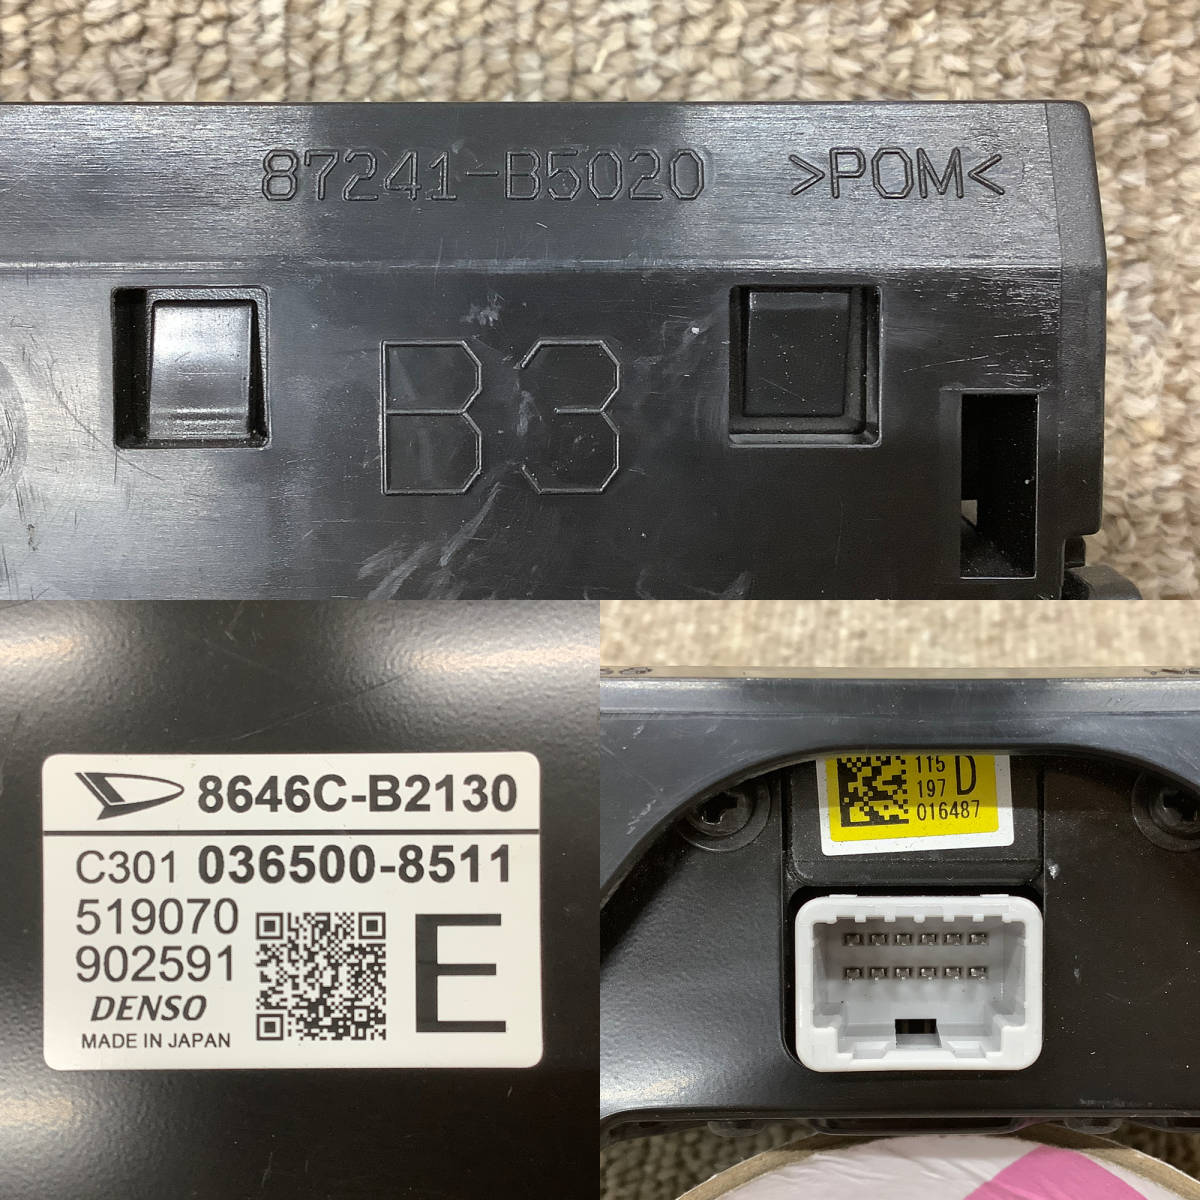 87241-B5020 >POM<
B3
8646C-B2130
C301 036500-8511
519070
902591
E
DENSO
MADE IN JAPAN
115
197 D
016487